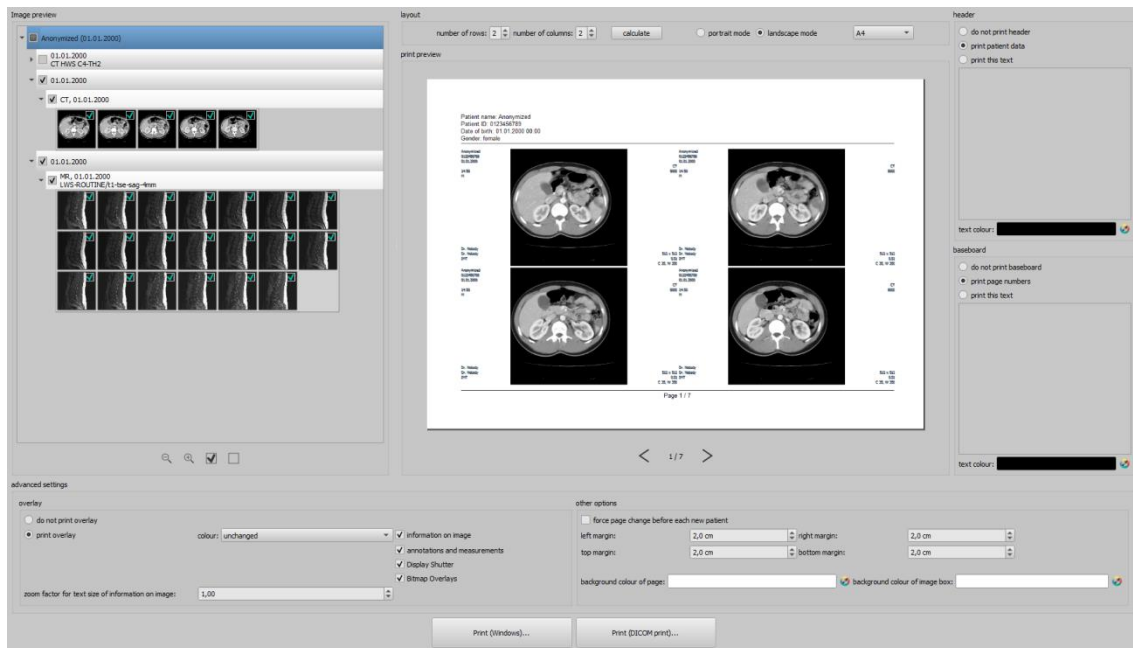 Image preview
Anonymized (01.01.2000)
01.01.2000
CT HWS C4-TH2
01.01.2000
CT, 01.01.2000
01.01.2000
MR, 01.01.2000
LWS-ROUTINE/t1-tse-sag-4mm
layout
number of rows: 2 number of columns: 2 calculate portrait mode landscape mode A4
print preview
Patient name: Anonymized
Patient ID: 0123456789
Date of birth: 01.01.2000 00:00
Gender: female
Page 1 / 7
1 / 7
header
do not print header
print patient data
print this text
text colour:
baseboard
do not print baseboard
print page numbers
print this text
text colour:
advanced settings
overlay
do not print overlay
print overlay colour: unchanged
information on image
annotations and measurements
Display Shutter
Bitmap Overlays
zoom factor for text size of information on image: 1,00
other options
force page change before each new patient
left margin: 2,0 cm right margin: 2,0 cm
top margin: 2,0 cm bottom margin: 2,0 cm
background colour of page: background colour of image box:
Print (Windows)... Print (DICOM print)...